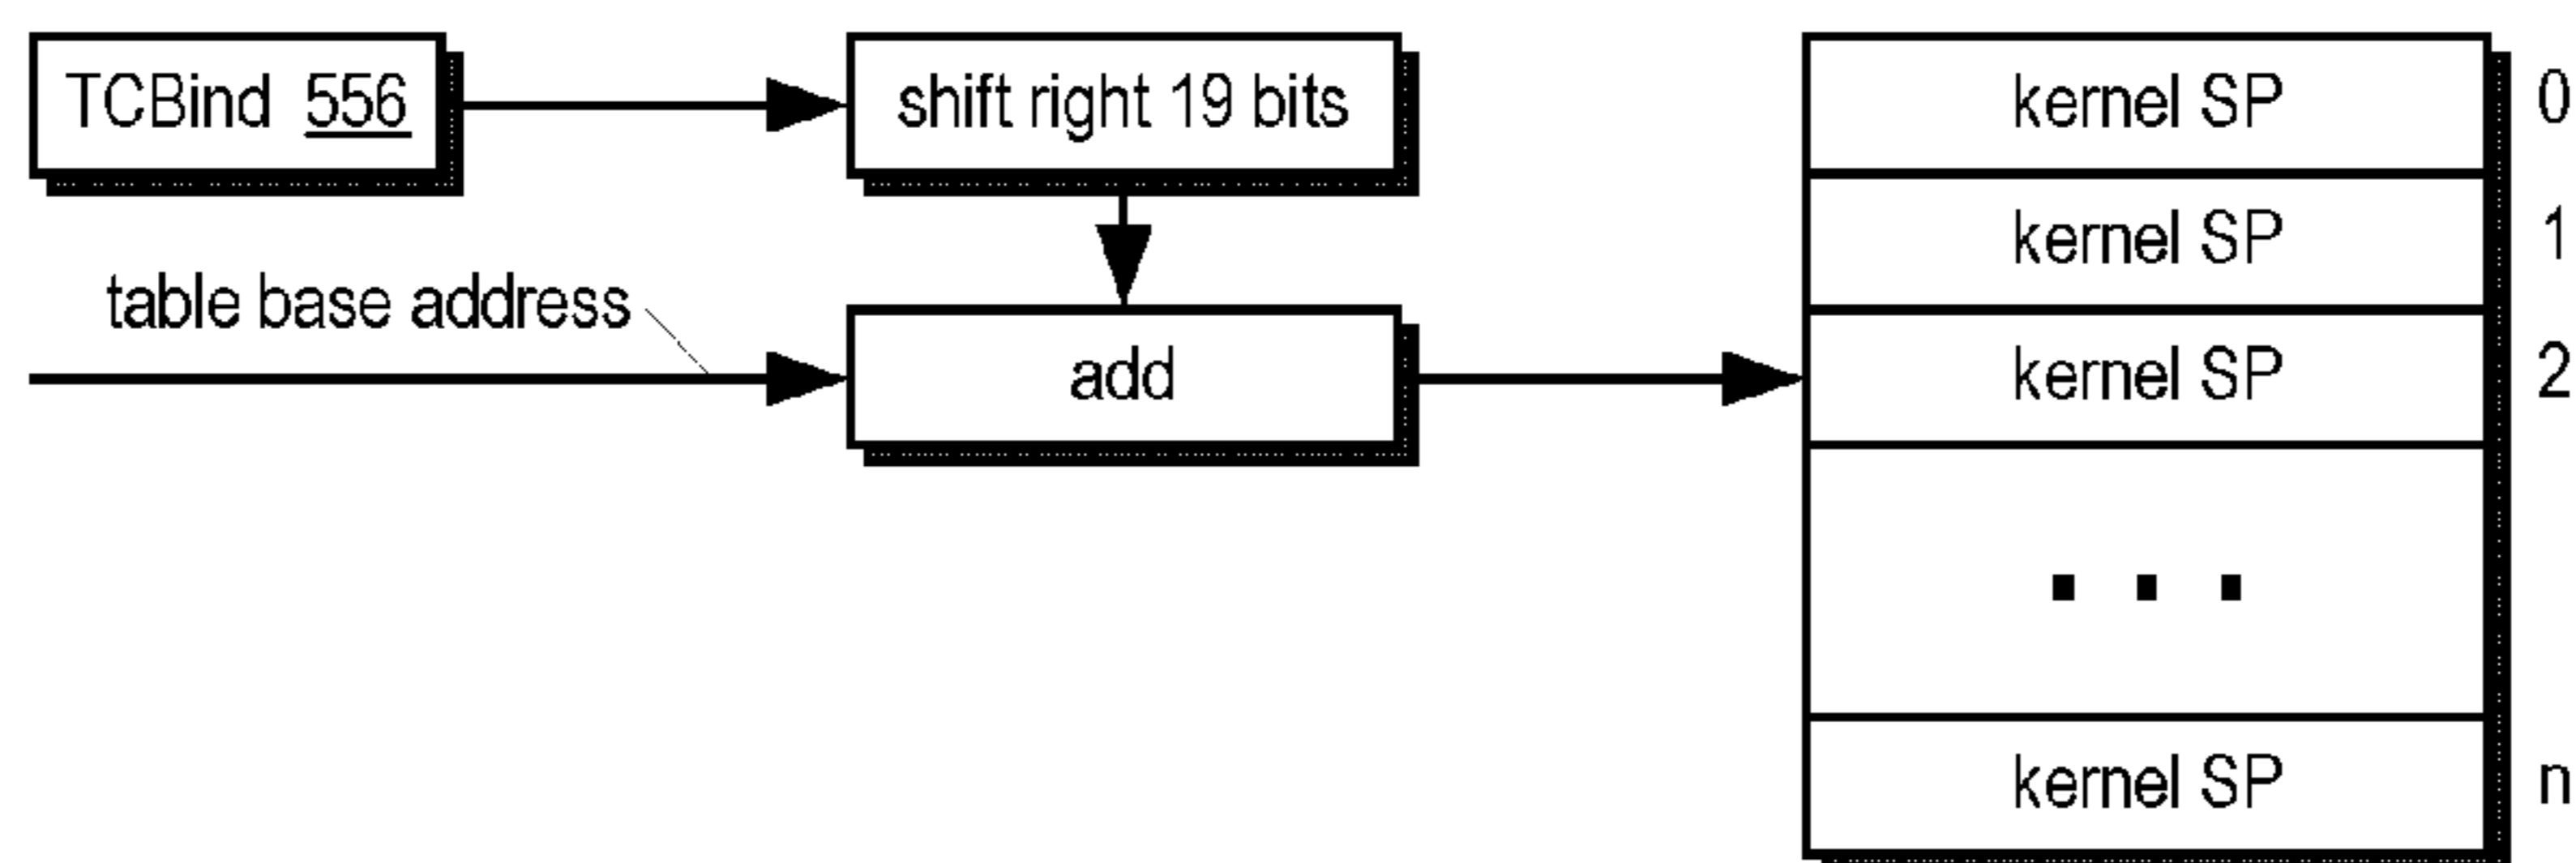 TCBind 556
shift right 19 bits
kernel SP 0
kernel SP 1
table base address
add
kernel SP 2
. . .
kernel SP n